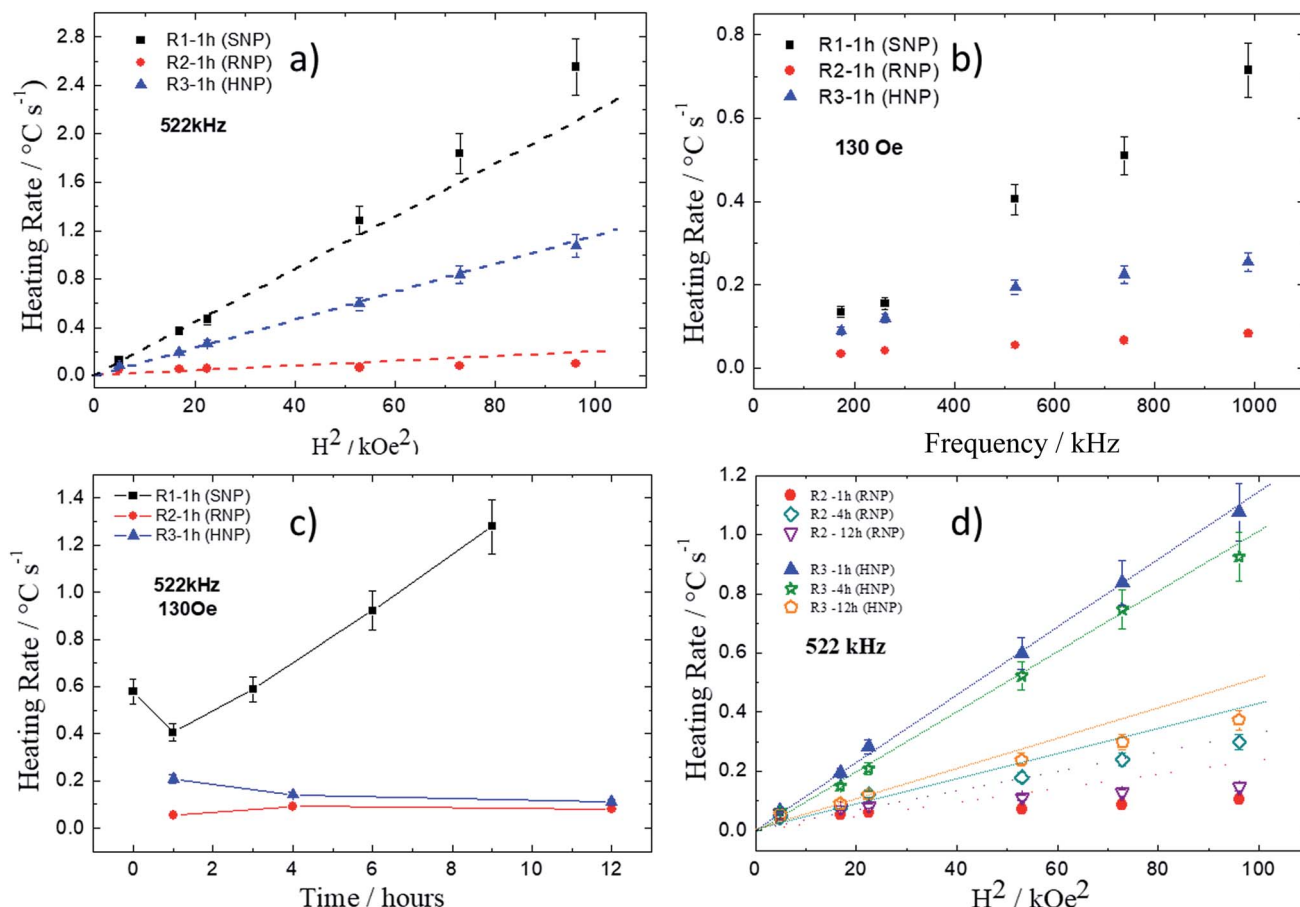 Heating Rate / °C s⁻¹
2.8
2.4
2.0
1.6
1.2
0.8
0.4
0.0
R1-1h (SNP)
R2-1h (RNP)
R3-1h (HNP)
a)
522kHz
0 20 40 60 80 100
H² / kOe²)
Heating Rate / °C s⁻¹
0.8
0.6
0.4
0.2
0.0
R1-1h (SNP)
R2-1h (RNP)
R3-1h (HNP)
b)
130 Oe
200 400 600 800 1000
Frequency / kHz
Heating Rate / °C s⁻¹
1.4
1.2
1.0
0.8
0.6
0.4
0.2
0.0
R1-1h (SNP)
R2-1h (RNP)
R3-1h (HNP)
c)
522kHz
130Oe
0 2 4 6 8 10 12
Time / hours
Heating Rate / °C s⁻¹
1.2
1.0
0.8
0.6
0.4
0.2
0.0
R2 -1h (RNP)
R2 -4h (RNP)
R2 - 12h (RNP)
R3 -1h (HNP)
R3 -4h (HNP)
R3 -12h (HNP)
d)
522 kHz
0 20 40 60 80 100
H² / kOe²